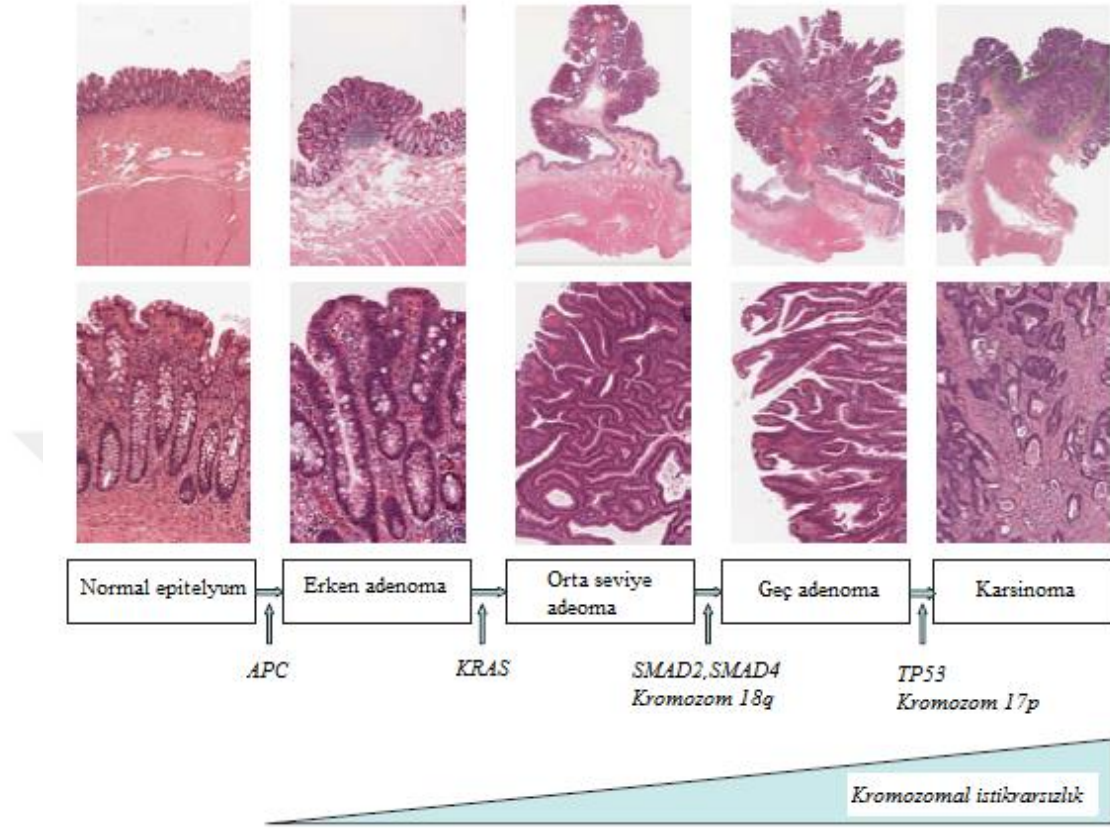 Normal epitelyum
Erken adenoma
Orta seviye
adeoma
Geç adenoma
Karsinoma
APC
KRAS
SMAD2,SMAD4
Kromozom 18q
TP53
Kromozom 17p
Kromozomal istikrarsızlık